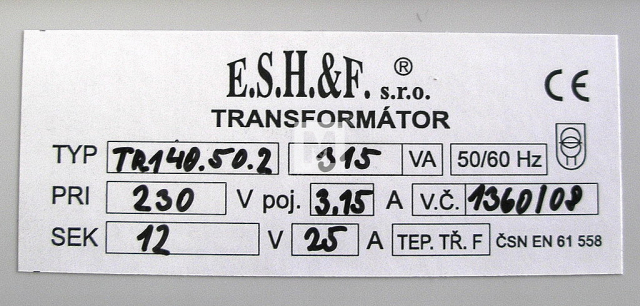 E.S.H.&F. ® s.r.o.
CE
TRANSFORMÁTOR
TYP TR140.50.2 315 VA 50/60 Hz
PRI 230 V poj. 3.15 A V.Č. 1360/08
SEK 12 V 25 A TEP. TŘ. F ČSN EN 61 558